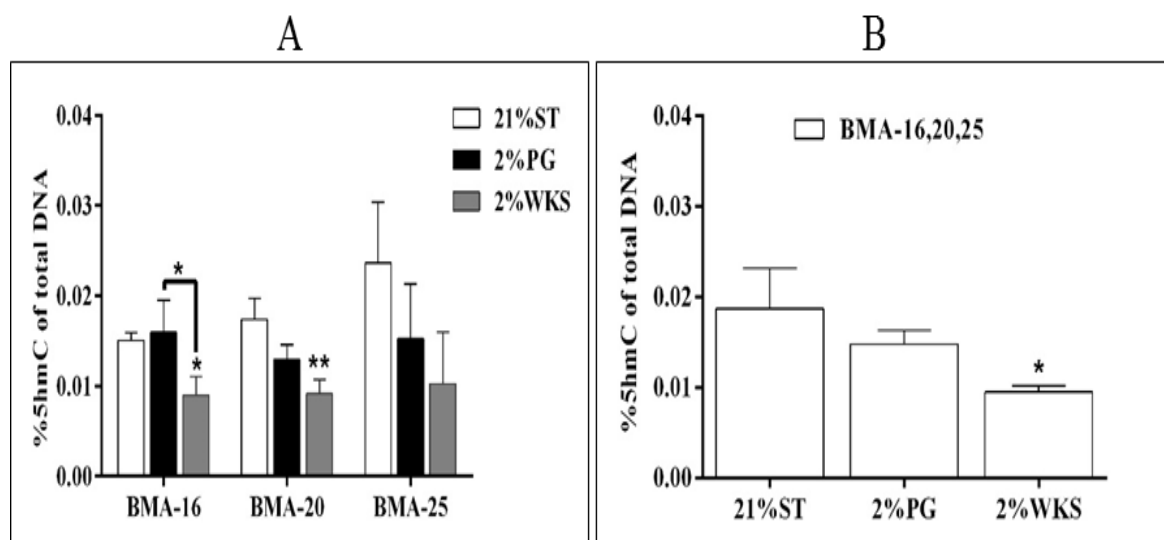 A
B
%5hmC of total DNA
0.04
0.03
0.02
0.01
0.00
21%ST
2%PG
2%WKS
*
*
**
BMA-16
BMA-20
BMA-25
%5hmC of total DNA
0.04
0.03
0.02
0.01
0.00
BMA-16,20,25
*
21%ST
2%PG
2%WKS